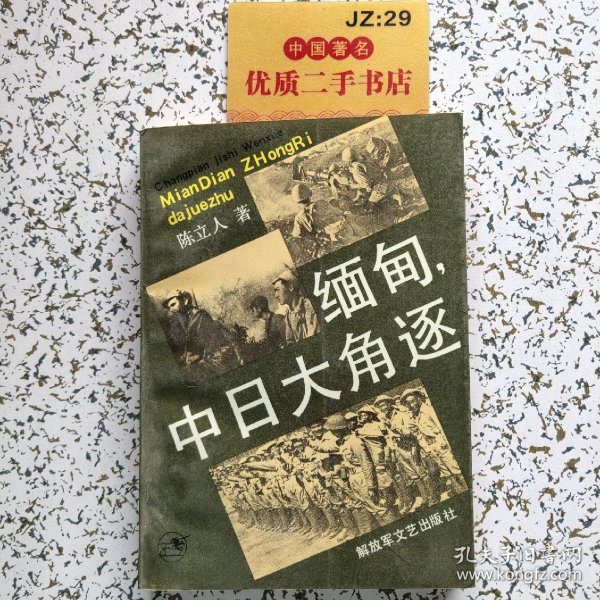 JZ:29
中国著名
优质二手书店
Changpian Jishi Wenxue
MianDian ZHongRi
dajuezhu
陈立人 著
缅甸,
中日大角逐
解放军文艺出版社
孔夫子旧书网
www.kongfz.com